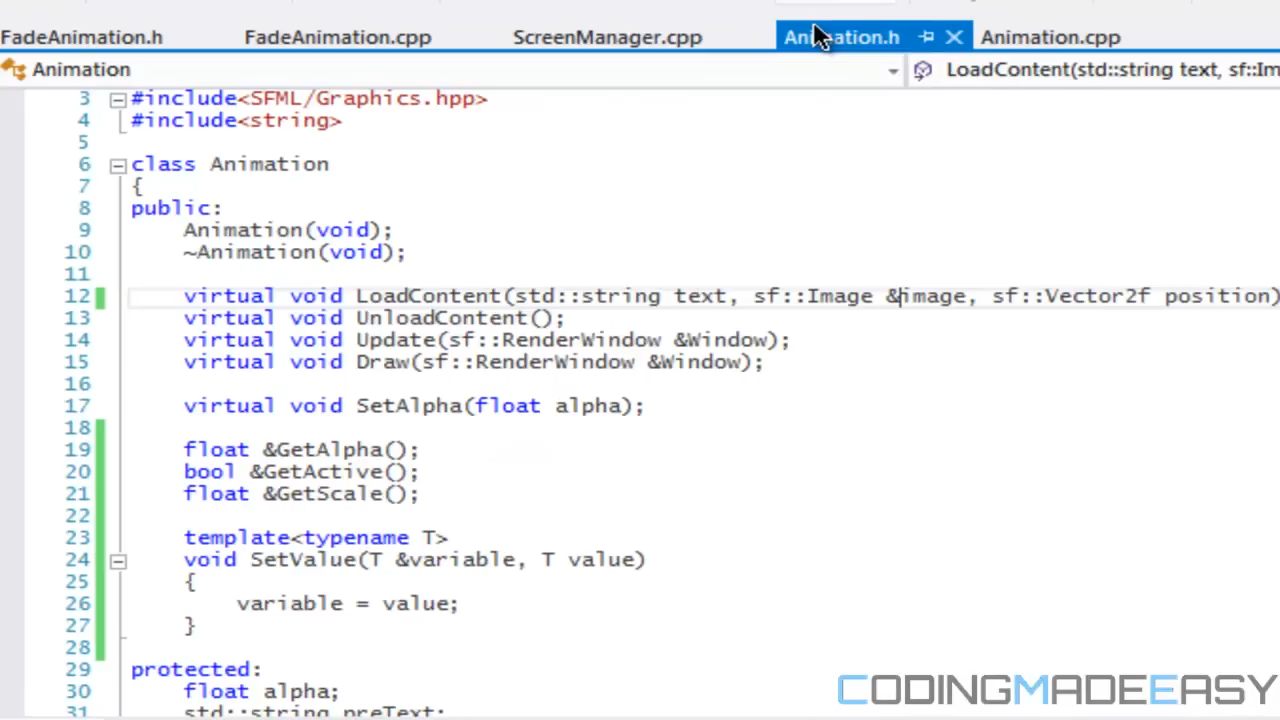 FadeAnimation.h FadeAnimation.cpp ScreenManager.cpp Animation.h Animation.cpp
Animation LoadContent(std::string text, sf::Im
3 #include<SFML/Graphics.hpp>
4 #include<string>
5
6 class Animation
7 {
8 public:
9 Animation(void);
10 ~Animation(void);
11
12 virtual void LoadContent(std::string text, sf::Image &image, sf::Vector2f position)
13 virtual void UnloadContent();
14 virtual void Update(sf::RenderWindow &Window);
15 virtual void Draw(sf::RenderWindow &Window);
16
17 virtual void SetAlpha(float alpha);
18
19 float &GetAlpha();
20 bool &GetActive();
21 float &GetScale();
22
23 template<typename T>
24 void SetValue(T &variable, T value)
25 {
26 variable = value;
27 }
28
29 protected:
30 float alpha;
31 std::string preText;
CODINGMADEEASY